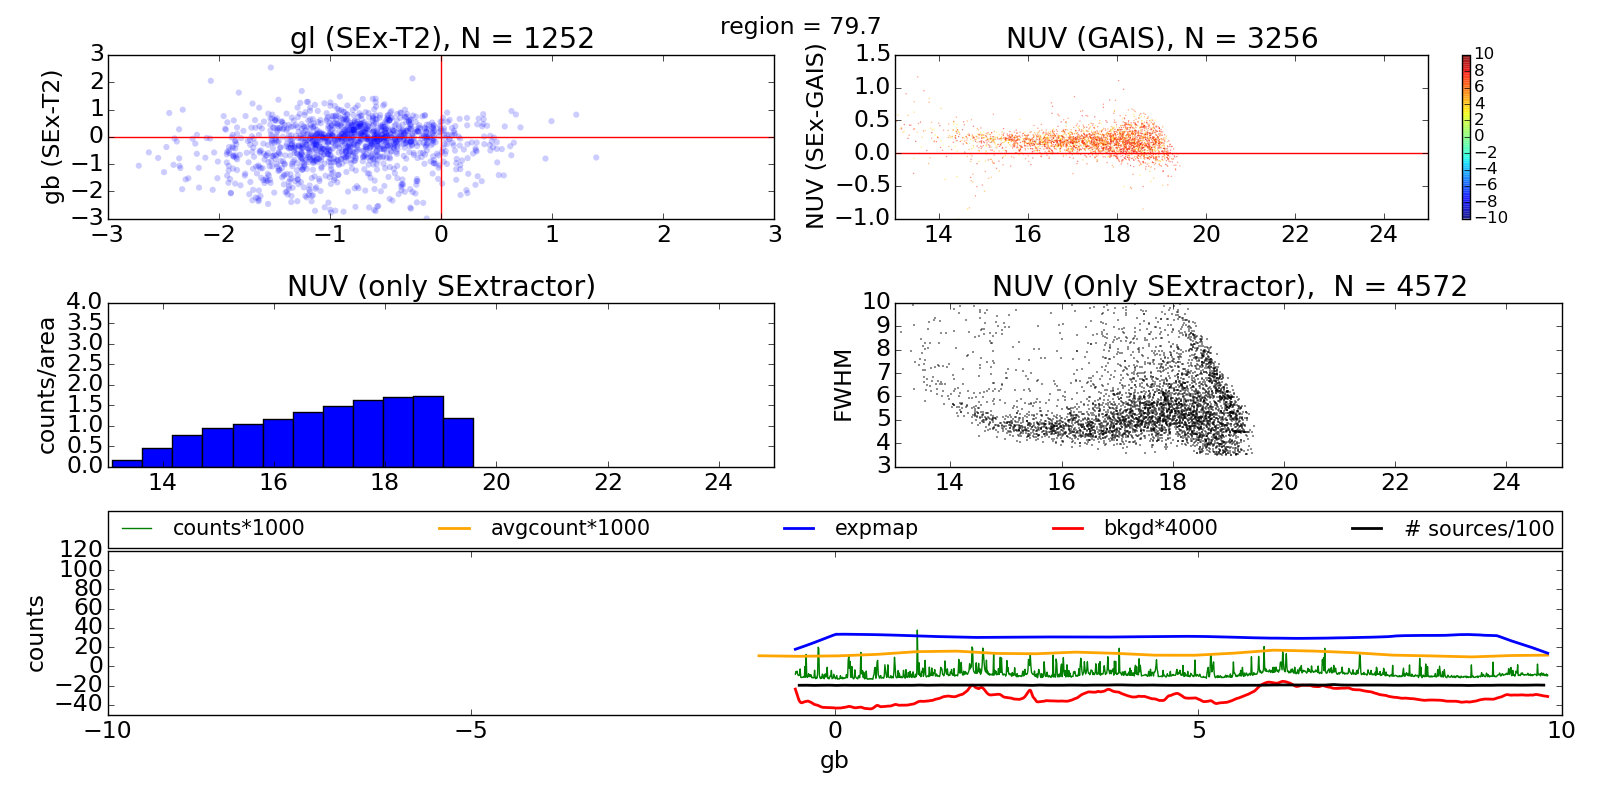 region = 79.7
gl (SEx-T2), N = 1252
gb (SEx-T2)
3
2
1
0
−1
−2
−3
−3 −2 −1 0 1 2 3
NUV (GAIS), N = 3256
NUV (SEx-GAIS)
1.5
1.0
0.5
0.0
−0.5
−1.0
14 16 18 20 22 24
10
8
6
4
2
0
−2
−4
−6
−8
−10
NUV (only SExtractor)
counts/area
4.0
3.5
3.0
2.5
2.0
1.5
1.0
0.5
0.0
14 16 18 20 22 24
NUV (Only SExtractor), N = 4572
FWHM
10
9
8
7
6
5
4
3
14 16 18 20 22 24
counts*1000 avgcount*1000 expmap bkgd*4000 # sources/100
counts
120
100
80
60
40
20
0
−20
−40
−10 −5 0 5 10
gb